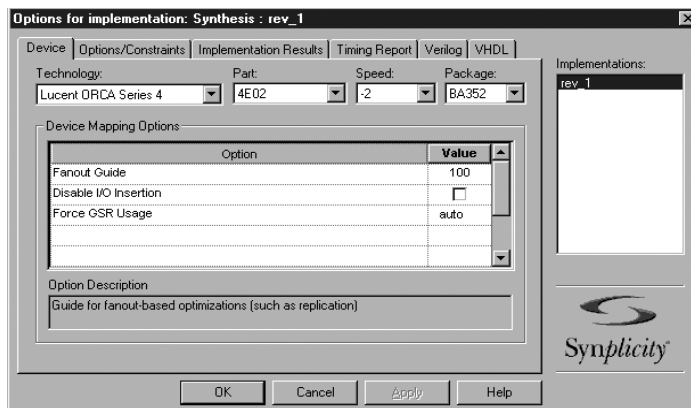 Options for implementation: Synthesis : rev_1
Device Options/Constraints Implementation Results Timing Report Verilog VHDL
Implementations:
rev_1
Technology: Part: Speed: Package:
Lucent ORCA Series 4 4E02 -2 BA352
Device Mapping Options
Option Value
Fanout Guide 100
Disable I/O Insertion
Force GSR Usage auto
Option Description
Guide for fanout-based optimizations (such as replication)
Synplicity
OK Cancel Apply Help